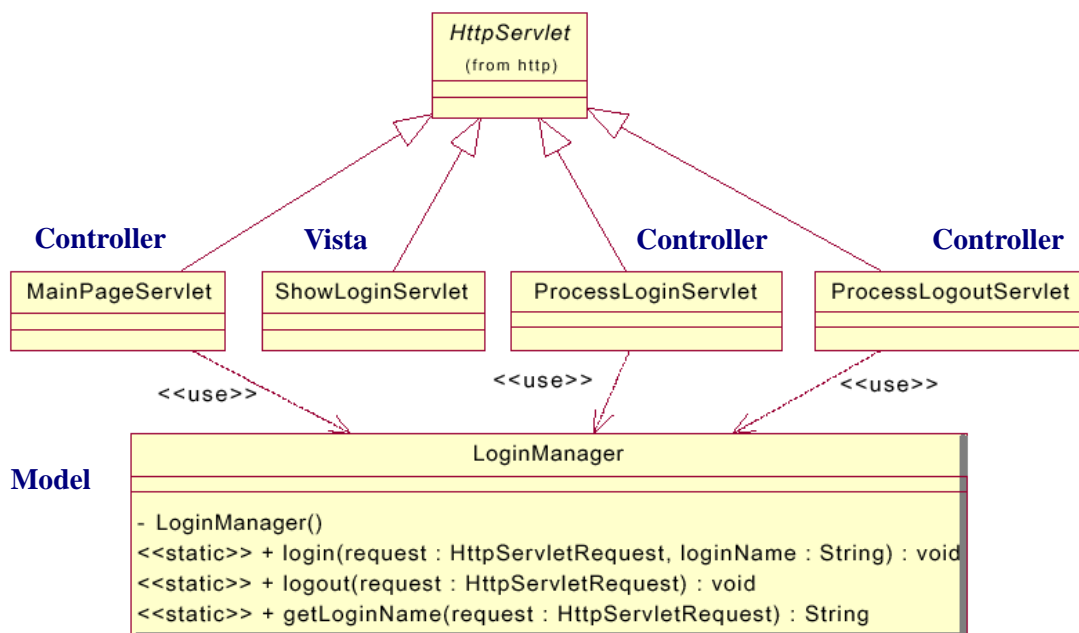 HttpServlet
(from http)
Controller
Vista
Controller
Controller
MainPageServlet
ShowLoginServlet
ProcessLoginServlet
ProcessLogoutServlet
<<use>>
<<use>>
<<use>>
Model
LoginManager
- LoginManager()
<<static>> + login(request : HttpServletRequest, loginName : String) : void
<<static>> + logout(request : HttpServletRequest) : void
<<static>> + getLoginName(request : HttpServletRequest) : String